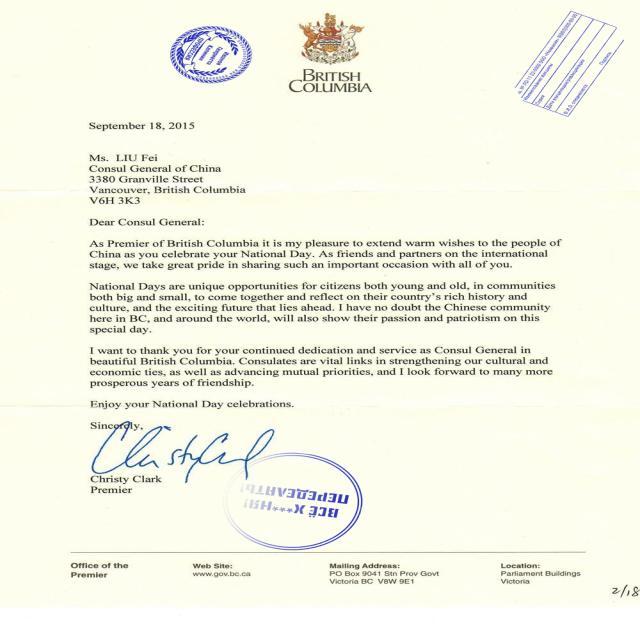 BRITISH
COLUMBIA
September 18, 2015
Ms. LIU Fei
Consul General of China
3380 Granville Street
Vancouver, British Columbia
V6H 3K3
Dear Consul General:
As Premier of British Columbia it is my pleasure to extend warm wishes to the people of
China as you celebrate your National Day. As friends and partners on the international
stage, we take great pride in sharing such an important occasion with all of you.
National Days are unique opportunities for citizens both young and old, in communities
both big and small, to come together and reflect on their country's rich history and
culture, and the exciting future that lies ahead. I have no doubt the Chinese community
here in BC, and around the world, will also show their passion and patriotism on this
special day.
I want to thank you for your continued dedication and service as Consul General in
beautiful British Columbia. Consulates are vital links in strengthening our cultural and
economic ties, as well as advancing mutual priorities, and I look forward to many more
prosperous years of friendship.
Enjoy your National Day celebrations.
Sincerely,
Christy Clark
Christy Clark
Premier
ВСЁ Х***НЯ!
ПЕРЕДЕЛАТЬ!
Office of the
Premier
Web Site:
www.gov.bc.ca
Mailing Address:
PO Box 9041 Stn Prov Govt
Victoria BC V8W 9E1
Location:
Parliament Buildings
Victoria
2/18